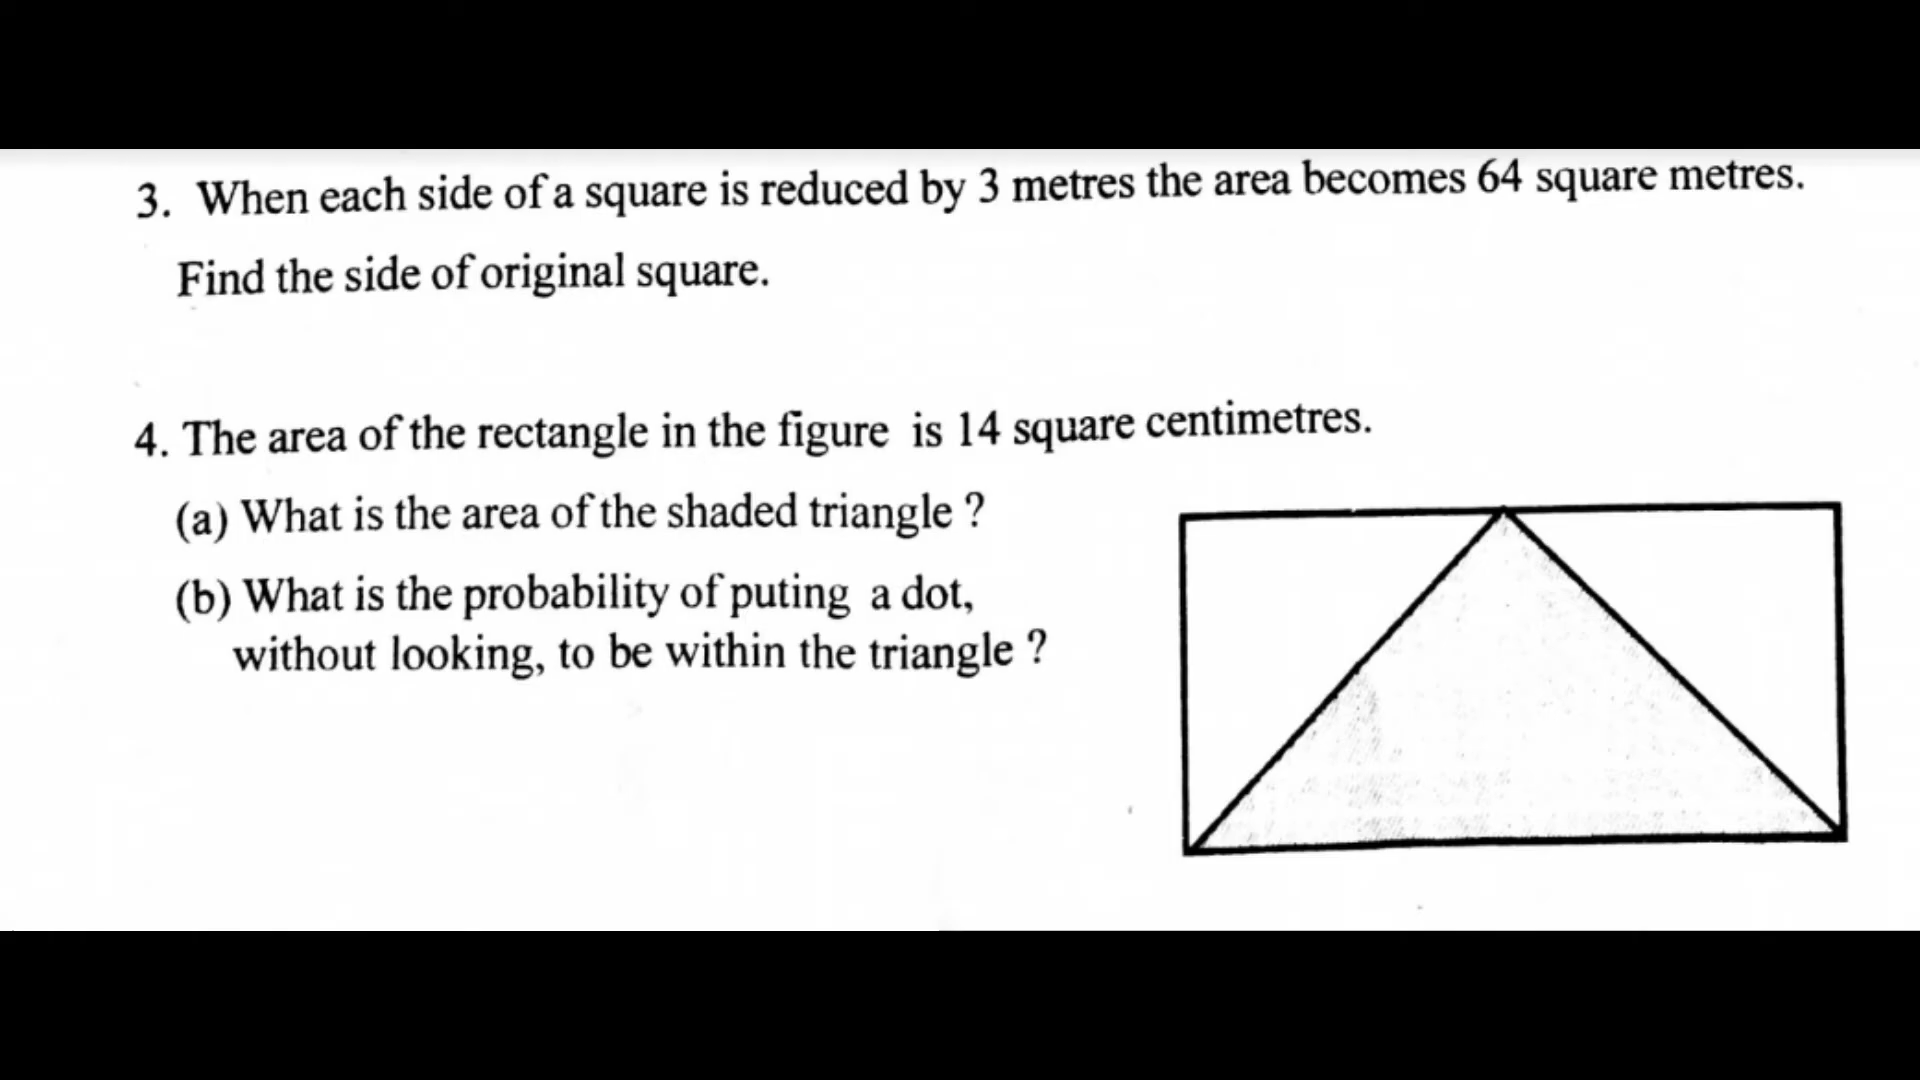 3. When each side of a square is reduced by 3 metres the area becomes 64 square metres.
Find the side of original square.
4. The area of the rectangle in the figure is 14 square centimetres.
(a) What is the area of the shaded triangle ?
(b) What is the probability of puting a dot,
without looking, to be within the triangle ?